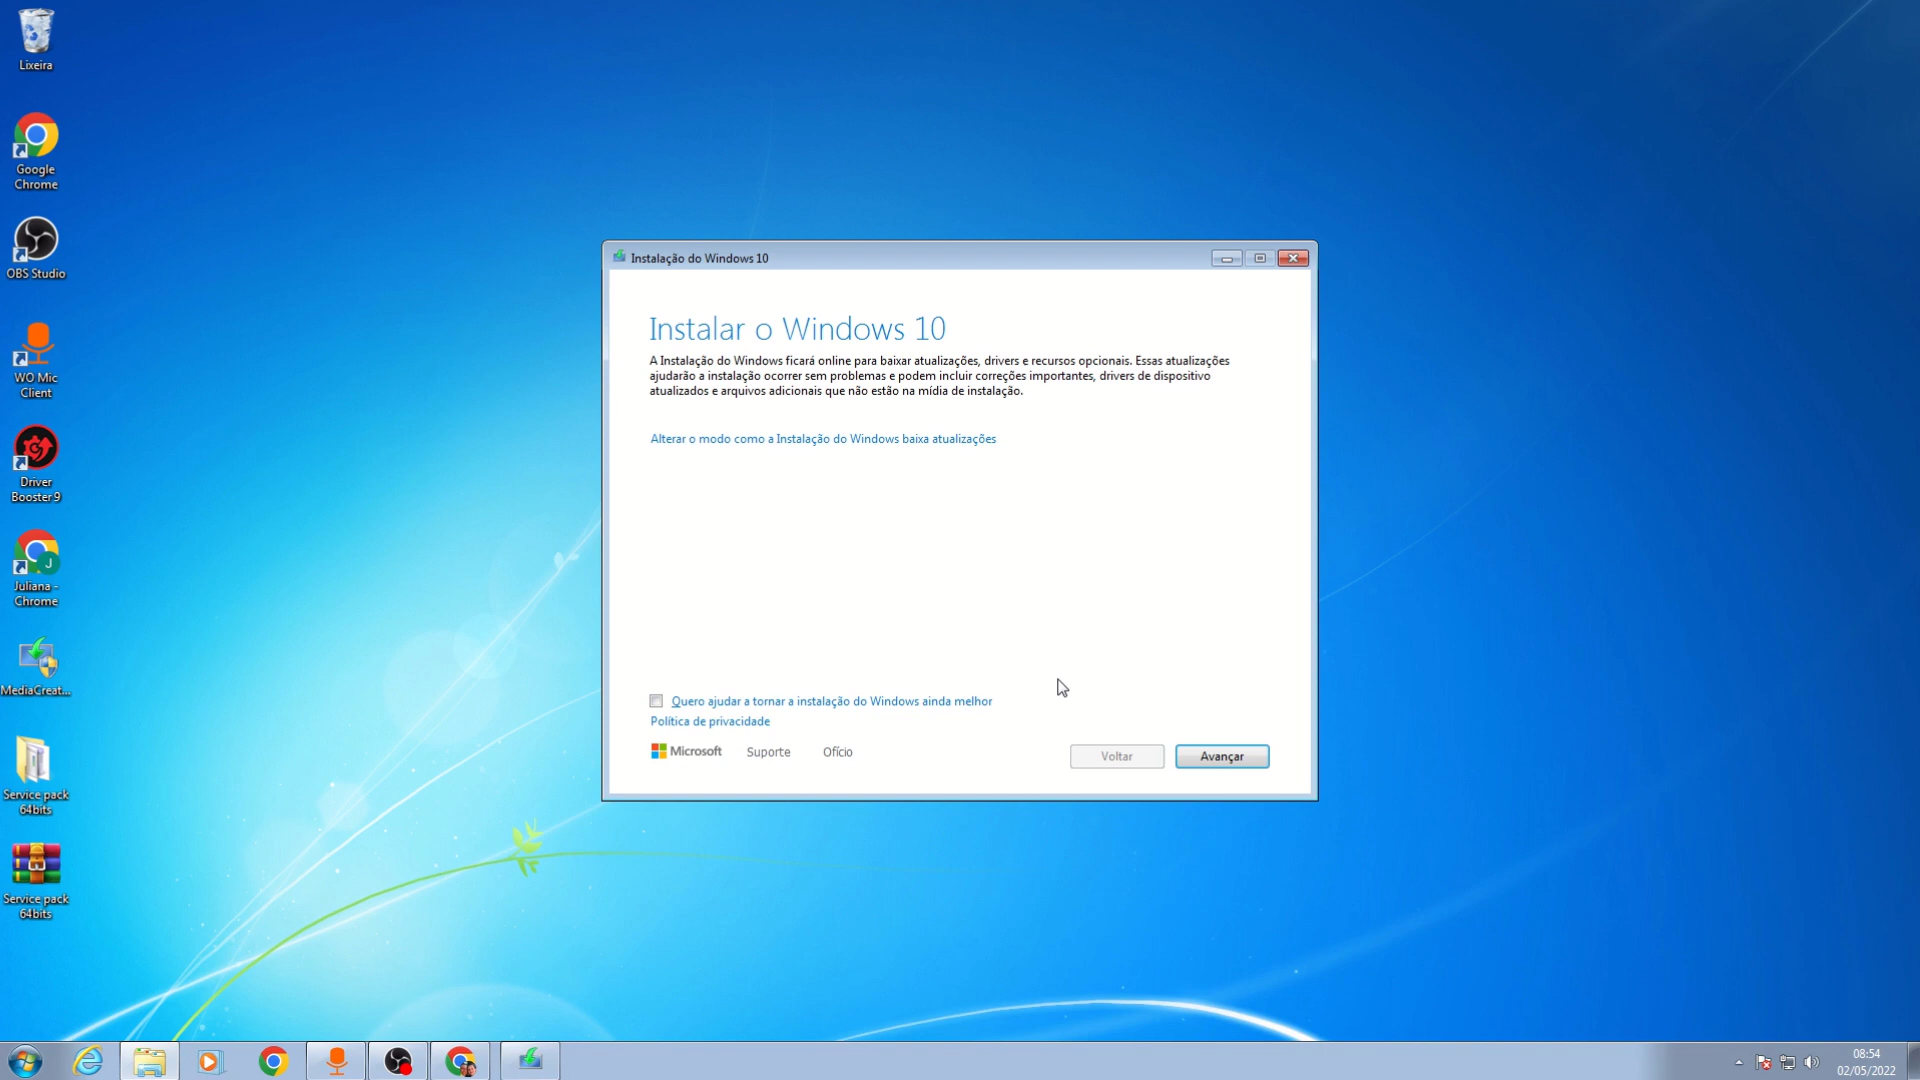 Lixeira
Google
Chrome
OBS Studio
WO Mic
Client
Driver
Booster 9
J
Juliana -
Chrome
MediaCreat...
Service pack
64bits
Service pack
64bits
Instalação do Windows 10
Instalar o Windows 10
A Instalação do Windows ficará online para baixar atualizações, drivers e recursos opcionais. Essas atualizações
ajudarão a instalação ocorrer sem problemas e podem incluir correções importantes, drivers de dispositivo
atualizados e arquivos adicionais que não estão na mídia de instalação.
Alterar o modo como a Instalação do Windows baixa atualizações
Quero ajudar a tornar a instalação do Windows ainda melhor
Política de privacidade
Microsoft Suporte Ofício Voltar Avançar
08:54
02/05/2022